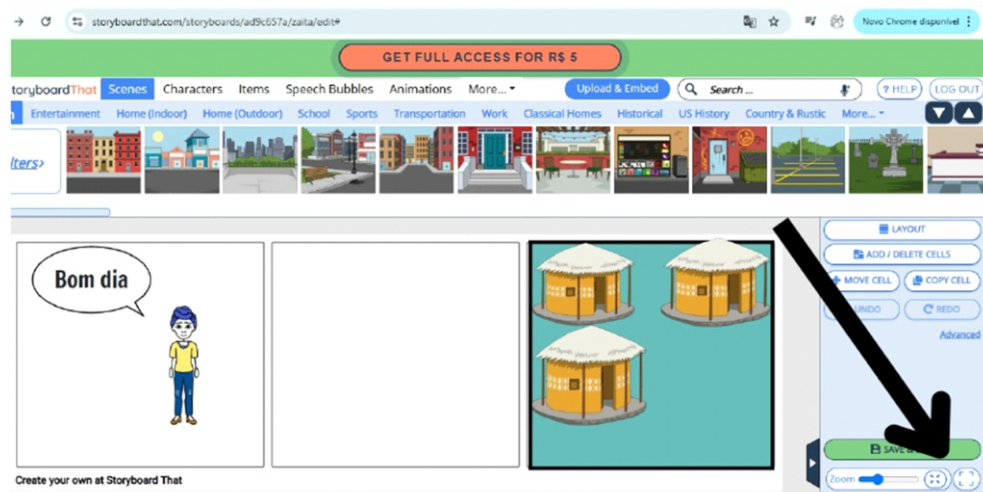 storyboardthat.com/storyboards/ad9c657a/zaita/edit#
Novo Chrome disponível
GET FULL ACCESS FOR R$ 5
toryboardThat Scenes Characters Items Speech Bubbles Animations More... Upload & Embed Search ... ? HELP LOG OUT
Entertainment Home (Indoor) Home (Outdoor) School Sports Transportation Work Classical Homes Historical US History Country & Rustic More...
lters›
LAYOUT
ADD / DELETE CELLS
MOVE CELL COPY CELL
UNDO REDO
Advanced
Bom dia
SAVE
Zoom
Create your own at Storyboard That